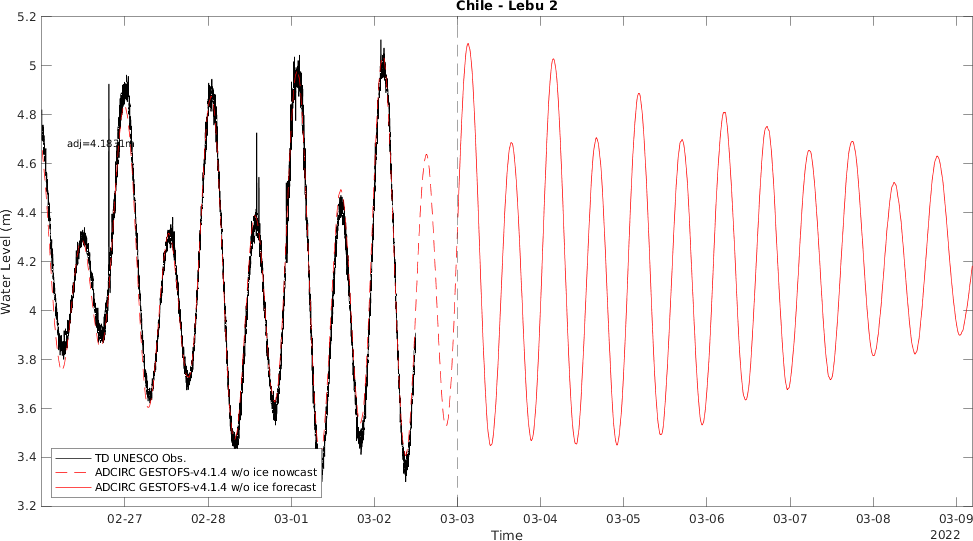 Chile - Lebu 2
5.2
5
4.8
4.6
4.4
4.2
4
3.8
3.6
3.4
3.2
Water Level (m)
adj=4.1831m
TD UNESCO Obs.
ADCIRC GESTOFS-v4.1.4 w/o ice nowcast
ADCIRC GESTOFS-v4.1.4 w/o ice forecast
02-27 02-28 03-01 03-02 03-03 03-04 03-05 03-06 03-07 03-08 03-09
Time
2022